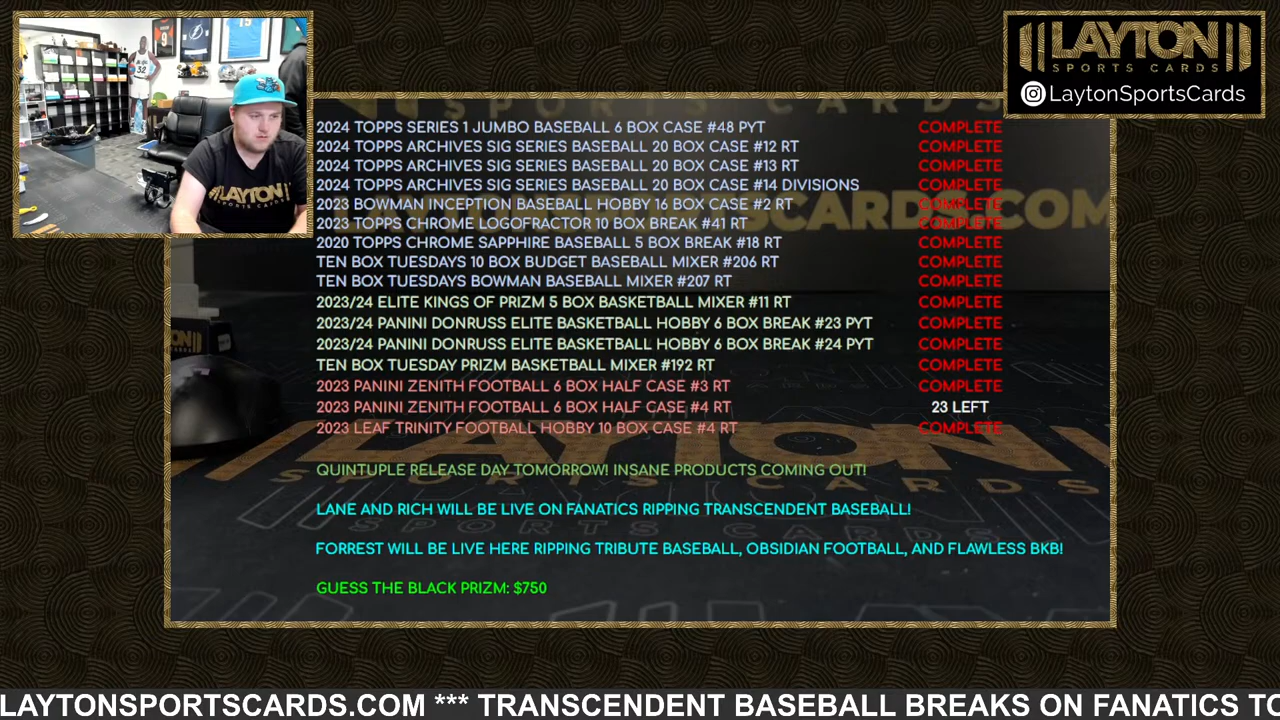 LAYTON
SPORTS CARDS
LaytonSportsCards
SPORTS CARDS
2024 TOPPS SERIES 1 JUMBO BASEBALL 6 BOX CASE #48 PYT COMPLETE
2024 TOPPS ARCHIVES SIG SERIES BASEBALL 20 BOX CASE #12 RT COMPLETE
2024 TOPPS ARCHIVES SIG SERIES BASEBALL 20 BOX CASE #13 RT COMPLETE
2024 TOPPS ARCHIVES SIG SERIES BASEBALL 20 BOX CASE #14 DIVISIONS COMPLETE
2023 BOWMAN INCEPTION BASEBALL HOBBY 16 BOX CASE #2 RT COMPLETE
2023 TOPPS CHROME LOGOFRACTOR 10 BOX BREAK #41 RT COMPLETE
2020 TOPPS CHROME SAPPHIRE BASEBALL 5 BOX BREAK #18 RT COMPLETE
TEN BOX TUESDAYS 10 BOX BUDGET BASEBALL MIXER #206 RT COMPLETE
TEN BOX TUESDAYS BOWMAN BASEBALL MIXER #207 RT COMPLETE
2023/24 ELITE KINGS OF PRIZM 5 BOX BASKETBALL MIXER #11 RT COMPLETE
2023/24 PANNI DONRUSS ELITE BASKETBALL HOBBY 6 BOX BREAK #23 PYT COMPLETE
2023/24 PANINI DONRUSS ELITE BASKETBALL HOBBY 6 BOX BREAK #24 PYT COMPLETE
TEN BOX TUESDAY PRIZM BASKETBALL MIXER #192 RT COMPLETE
2023 PANINI ZENITH FOOTBALL 6 BOX HALF CASE #3 RT COMPLETE
2023 PANINI ZENITH FOOTBALL 6 BOX HALF CASE #4 RT 23 LEFT
2023 LEAF TRINITY FOOTBALL HOBBY 10 BOX CASE #4 RT COMPLETE
LAYTON
SPORTS CARDS
QUINTUPLE RELEASE DAY TOMORROW! INSANE PRODUCTS COMING OUT!
LANE AND RICH WILL BE LIVE ON FANATICS RIPPING TRANSCENDENT BASEBALL!
FORREST WILL BE LIVE HERE RIPPING TRIBUTE BASEBALL, OBSIDIAN FOOTBALL, AND FLAWLESS BKB!
GUESS THE BLACK PRIZM: $750
LAYTONSPORTSCARDS.COM *** TRANSCENDENT BASEBALL BREAKS ON FANATICS TO